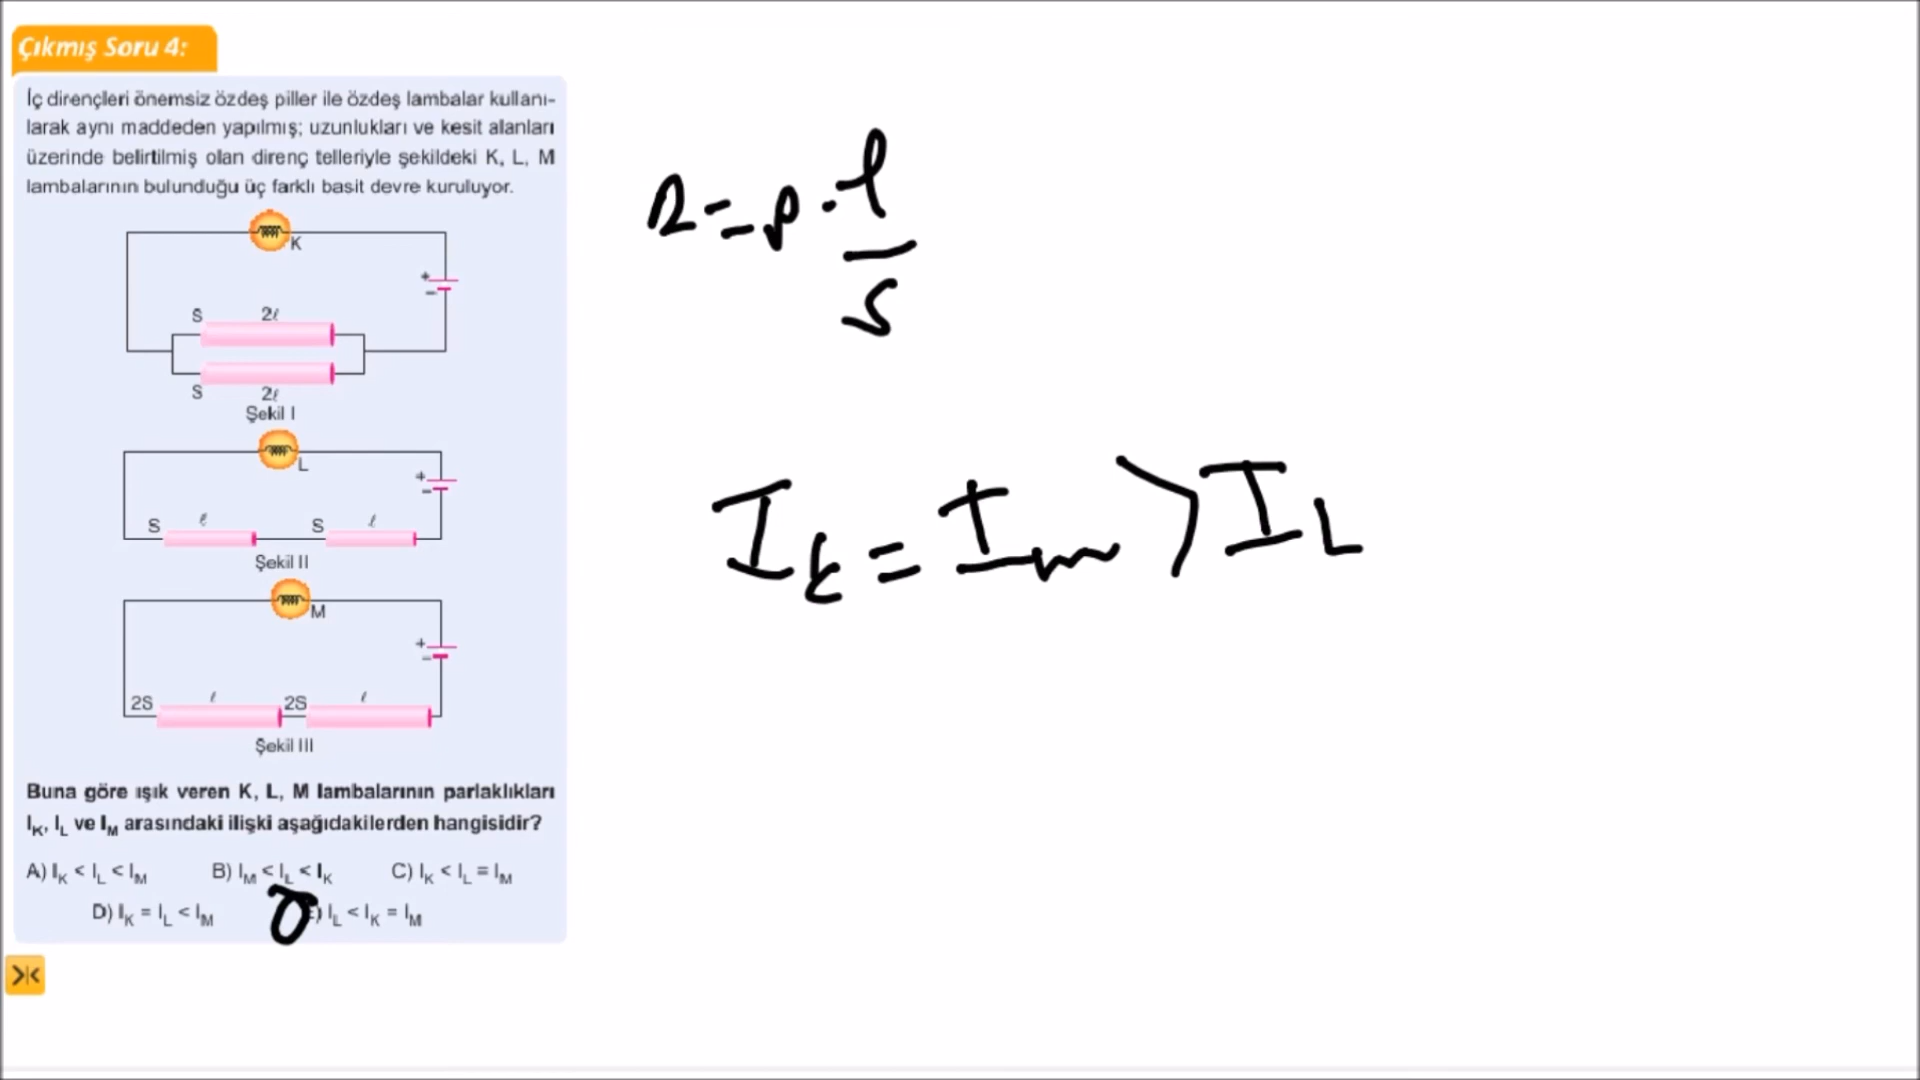 Çıkmış Soru 4:
İç dirençleri önemsiz özdeş piller ile özdeş lambalar kullanı-
larak aynı maddeden yapılmış; uzunlukları ve kesit alanları
üzerinde belirtilmiş olan direnç telleriyle şekildeki K, L, M
lambalarının bulunduğu üç farklı basit devre kuruluyor.
K
+
−
S 2ℓ
S 2ℓ
Şekil I
L
+
−
S ℓ S ℓ
Şekil II
M
+
−
2S ℓ 2S ℓ
Şekil III
Buna göre ışık veren K, L, M lambalarının parlaklıkları
I_K, I_L ve I_M arasındaki ilişki aşağıdakilerden hangisidir?
A) I_K < I_L < I_M B) I_M < I_L < I_K C) I_K < I_L = I_M
D) I_K = I_L < I_M E) I_L < I_K = I_M
R = ρ · ℓ / S
I_K = I_M > I_L